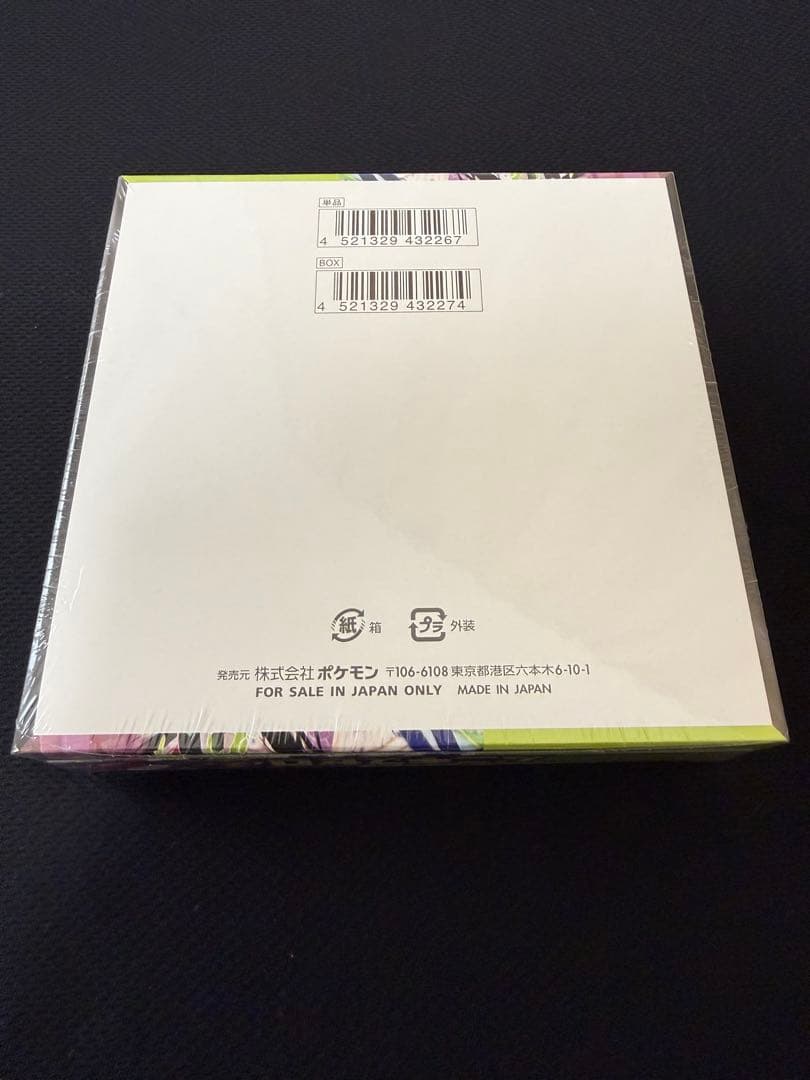 単品
4 521329 432267
BOX
4 521329 432274
紙 箱 プラ 外装
発売元 株式会社ポケモン 〒106-6108 東京都港区六本木6-10-1
FOR SALE IN JAPAN ONLY MADE IN JAPAN